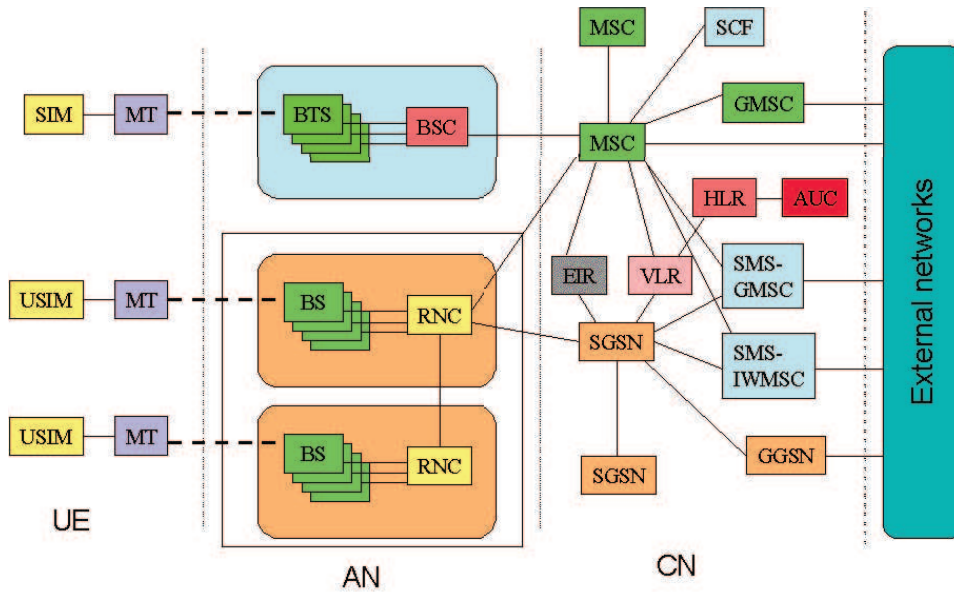 MSC
SCF
SIM
MT
BTS
BSC
MSC
GMSC
HLR
AUC
USIM
MT
BS
RNC
EIR
VLR
SMS-
GMSC
SGSN
SMS-
IWMSC
USIM
MT
BS
RNC
SGSN
GGSN
External networks
UE
AN
CN